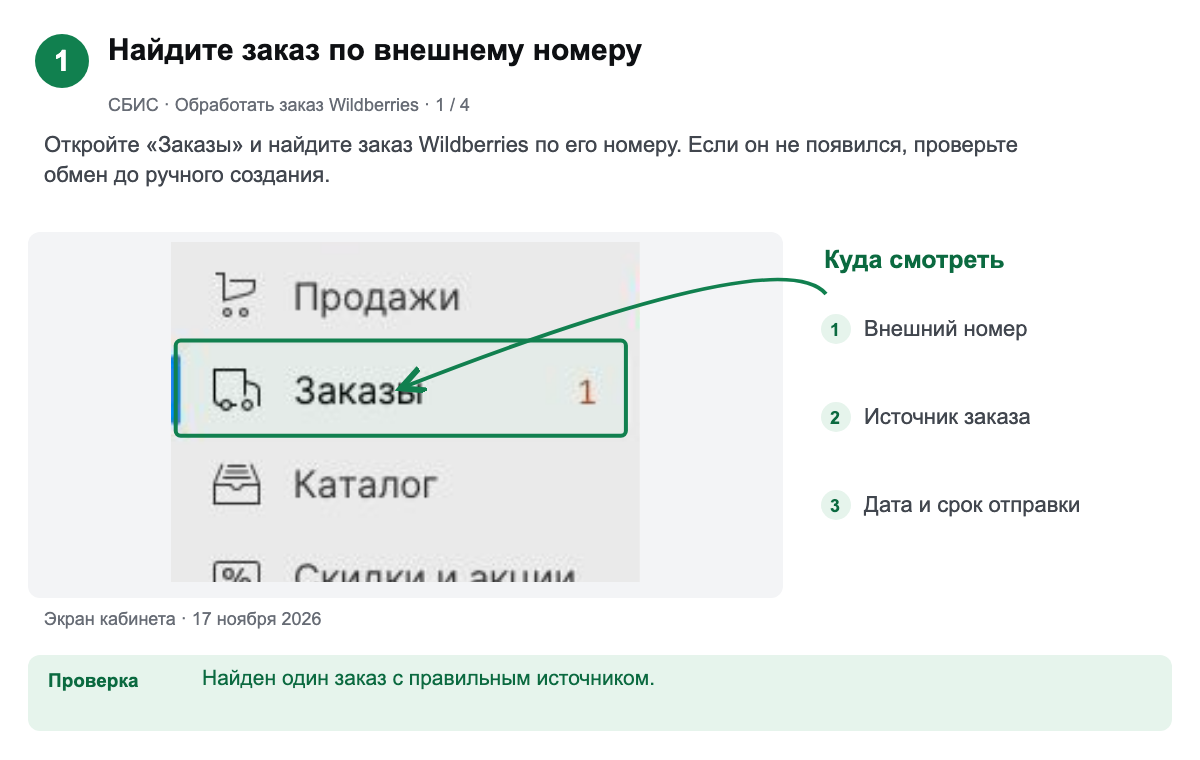 1
Найдите заказ по внешнему номеру
СБИС · Обработать заказ Wildberries · 1 / 4
Откройте «Заказы» и найдите заказ Wildberries по его номеру. Если он не появился, проверьте
обмен до ручного создания.
Продажи
Заказы 1
Каталог
Скидки и акции
Куда смотреть
1 Внешний номер
2 Источник заказа
3 Дата и срок отправки
Экран кабинета · 17 ноября 2026
Проверка Найден один заказ с правильным источником.